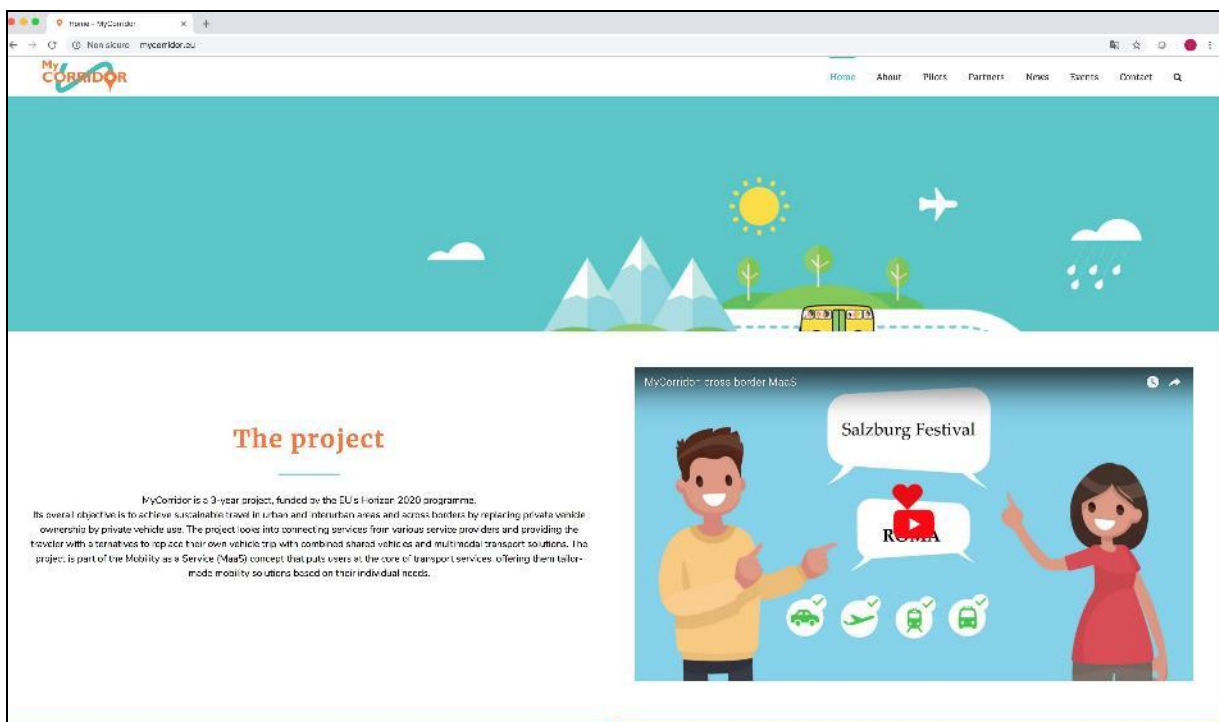 Home - MyCorridor
Non sicuro mycorridor.eu
My
CORRIDOR
Home About Pilots Partners News Events Contact
The project
MyCorridor is a 3-year project, funded by the EU's Horizon 2020 programme.
Its overall objective is to achieve sustainable travel in urban and interurban areas and across borders by replacing private vehicle
ownership by private vehicle use. The project looks into connecting services from various service providers and providing the
traveler with alternatives to replace their own vehicle trip with combined shared vehicles and multimodal transport solutions. The
project is part of the Mobility as a Service (MaaS) concept that puts users at the core of transport services, offering them tailor-
made mobility solutions based on their individual needs.
MyCorridor cross border MaaS
Salzburg Festival
ROMA